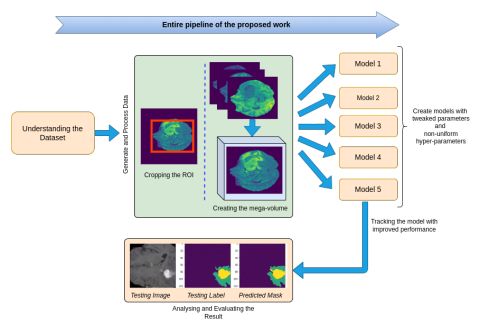 Entire pipeline of the proposed work
Understanding the
Dataset
Generate and Process Data
Cropping the ROI
Creating the mega-volume
Model 1
Model 2
Model 3
Model 4
Model 5
Create models with
tweaked parameters
and
non-uniform
hyper-parameters
Tracking the model with
improved performance
Testing Image
Testing Label
Predicted Mask
Analysing and Evaluating the
Result